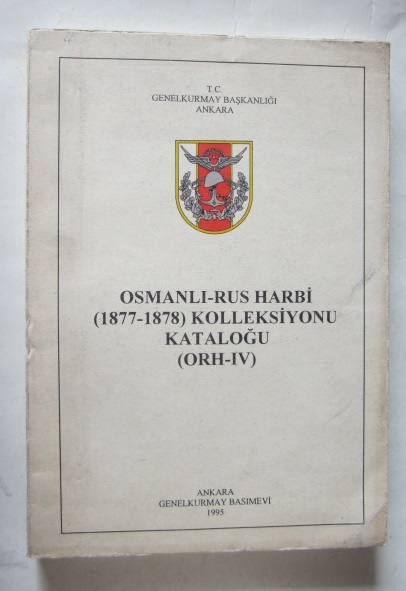 T.C.
GENELKURMAY BAŞKANLIĞI
ANKARA
OSMANLI-RUS HARBİ
(1877-1878) KOLLEKSİYONU
KATALOĞU
(ORH-IV)
ANKARA
GENELKURMAY BASIMEVİ
1995